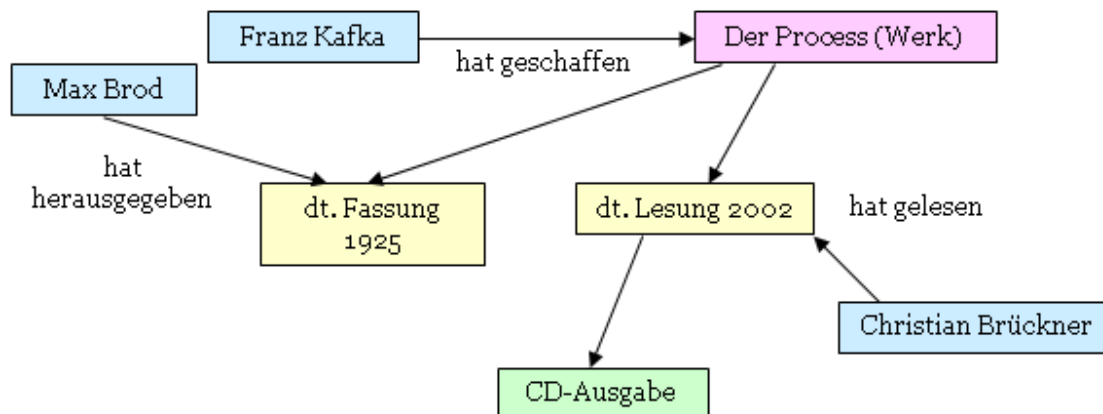 Franz Kafka
Der Process (Werk)
hat geschaffen
Max Brod
hat
herausgegeben
dt. Fassung
1925
dt. Lesung 2002
hat gelesen
Christian Brückner
CD-Ausgabe